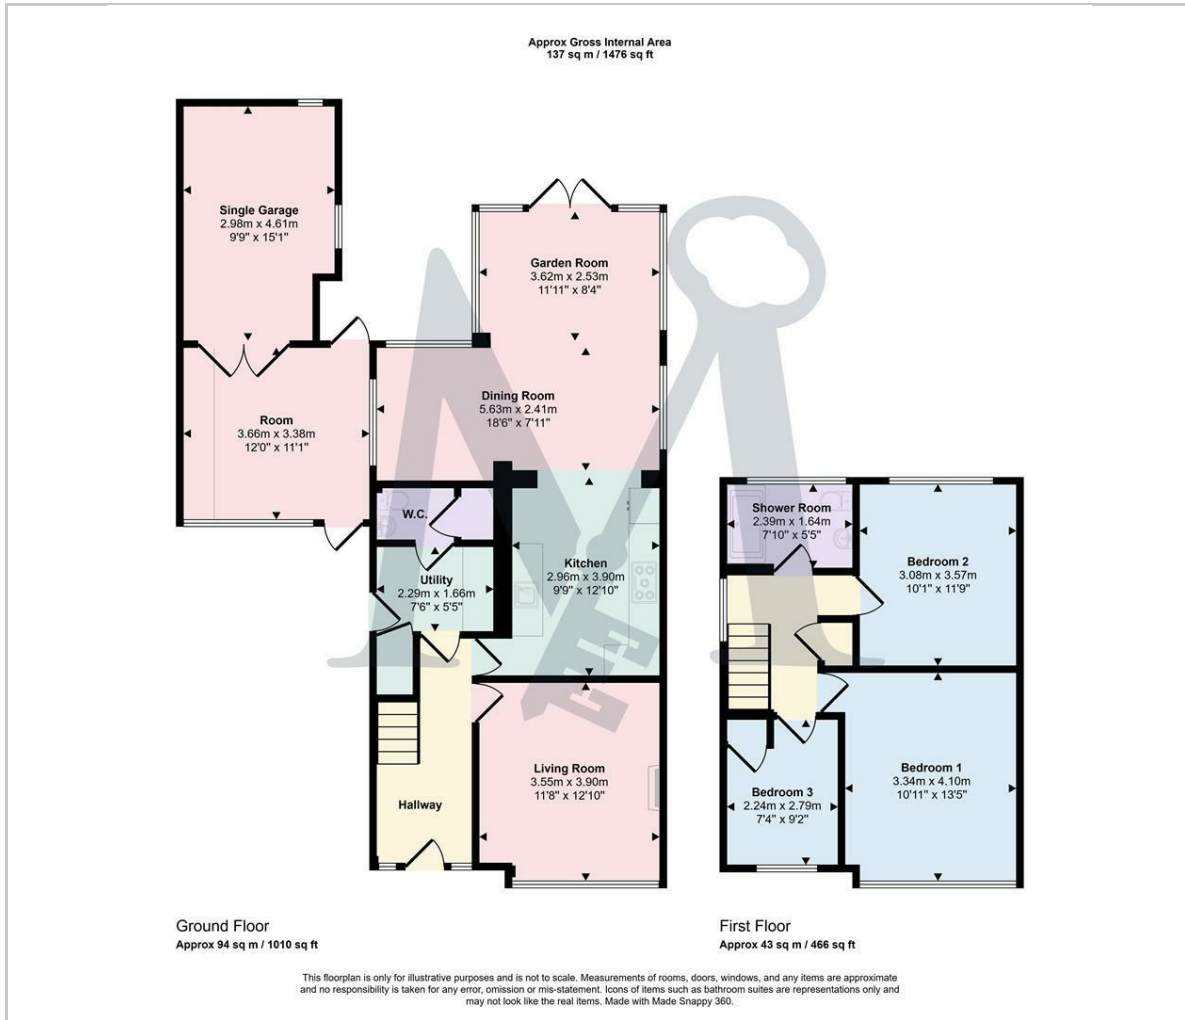 Approx Gross Internal Area
137 sq m / 1476 sq ft
Single Garage
2.98m x 4.61m
9'9" x 15'1"
Garden Room
3.62m x 2.53m
11'11" x 8'4"
Dining Room
5.63m x 2.41m
18'6" x 7'11"
Room
3.66m x 3.38m
12'0" x 11'1"
W.C.
Utility
2.29m x 1.66m
7'6" x 5'5"
Kitchen
2.96m x 3.90m
9'9" x 12'10"
Living Room
3.55m x 3.90m
11'8" x 12'10"
Hallway
Shower Room
2.39m x 1.64m
7'10" x 5'5"
Bedroom 2
3.08m x 3.57m
10'1" x 11'9"
Bedroom 1
3.34m x 4.10m
10'11" x 13'5"
Bedroom 3
2.24m x 2.79m
7'4" x 9'2"
Ground Floor
Approx 94 sq m / 1010 sq ft
First Floor
Approx 43 sq m / 466 sq ft
This floorplan is only for illustrative purposes and is not to scale. Measurements of rooms, doors, windows, and any items are approximate
and no responsibility is taken for any error, omission or mis-statement. Icons of items such as bathroom suites are representations only and
may not look like the real items. Made with Made Snappy 360.